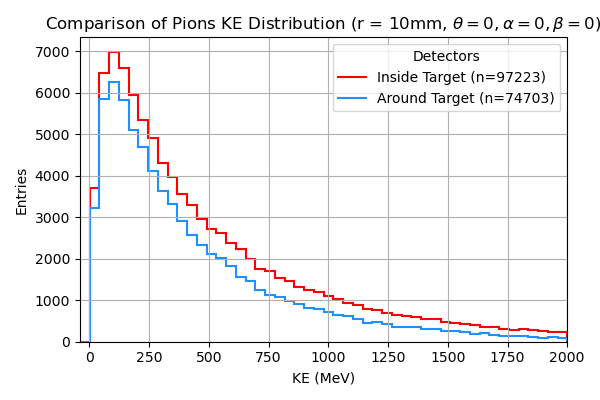 Comparison of Pions KE Distribution (r = 10mm, θ = 0, α = 0, β = 0)
Detectors
Inside Target (n=97223)
Around Target (n=74703)
Entries
7000
6000
5000
4000
3000
2000
1000
0
0 250 500 750 1000 1250 1500 1750 2000
KE (MeV)